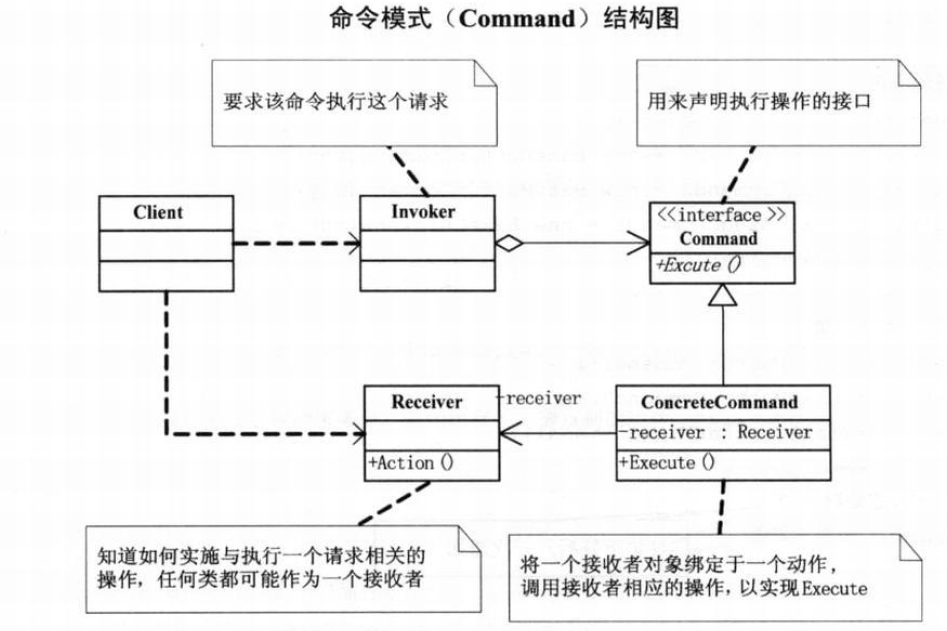 命令模式（Command）结构图
要求该命令执行这个请求
用来声明执行操作的接口
Client
Invoker
<<interface >>
Command
+Excute ()
Receiver
+Action ()
-receiver
ConcreteCommand
-receiver : Receiver
+Execute ()
知道如何实施与执行一个请求相关的
操作，任何类都可能作为一个接收者
将一个接收者对象绑定于一个动作，
调用接收者相应的操作，以实现Execute